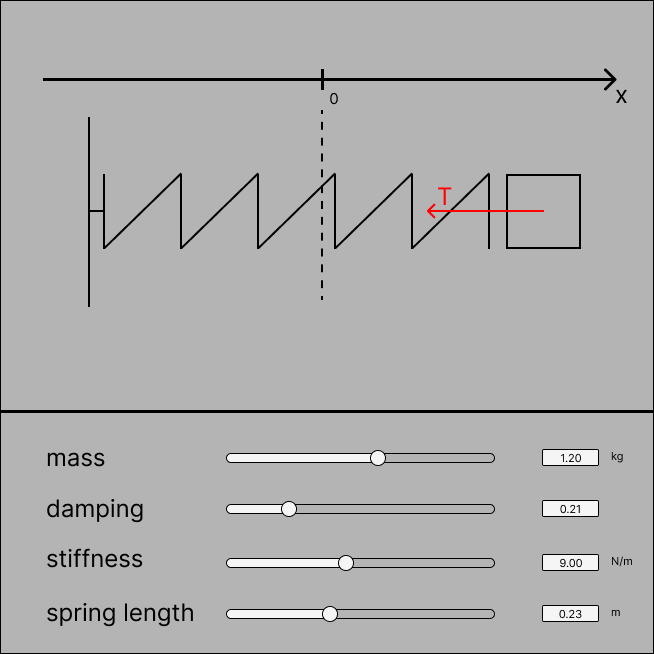 0
x
T
mass 1.20 kg
damping 0.21
stiffness 9.00 N/m
spring length 0.23 m